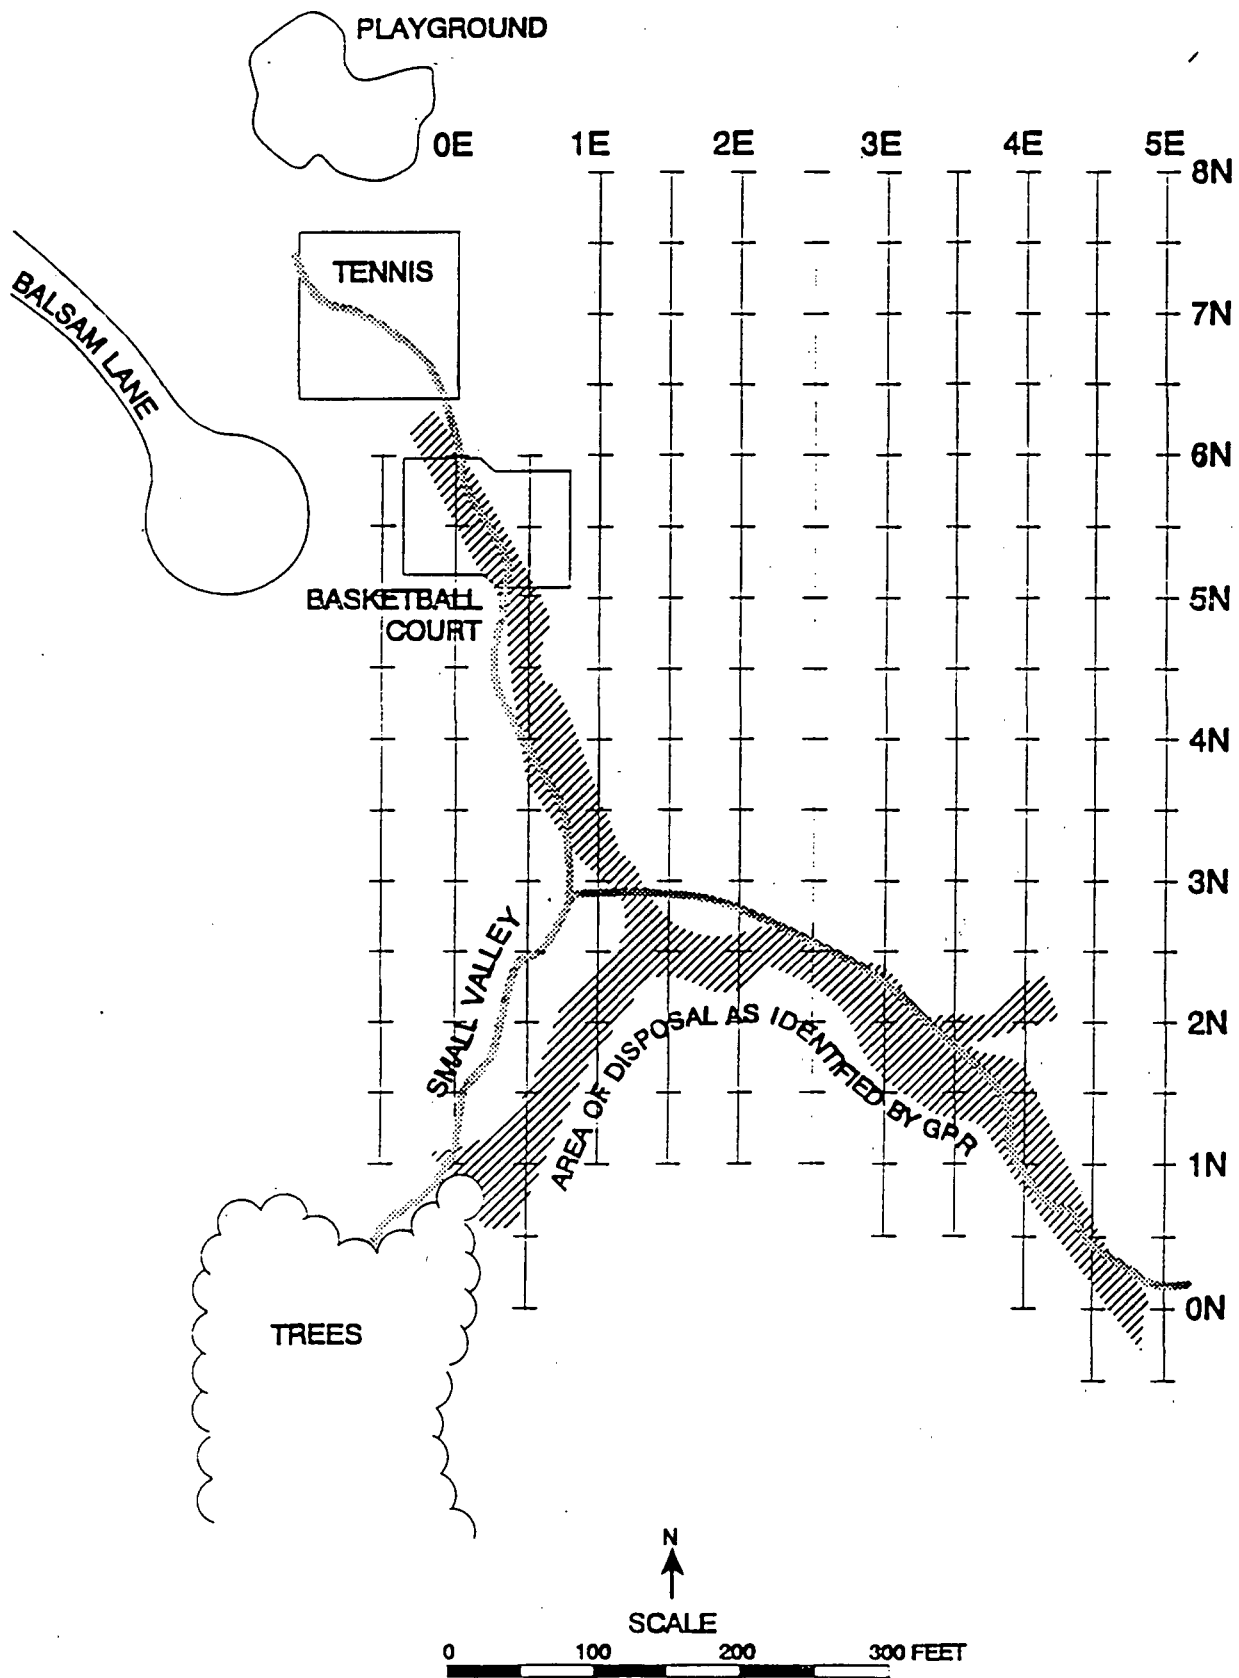 PLAYGROUND
0E 1E 2E 3E 4E 5E
8N
TENNIS
BALSAM LANE
7N
6N
5N
BASKETBALL
COURT
4N
3N
SMALL VALLEY
2N
AREA OF DISPOSAL AS IDENTIFIED BY GPR
1N
0N
TREES
N
SCALE
0 100 200 300 FEET